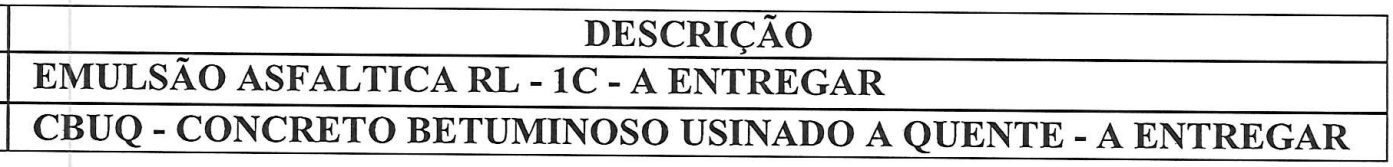 DESCRIÇÃO
EMULSÃO ASFALTICA RL - 1C - A ENTREGAR
CBUQ - CONCRETO BETUMINOSO USINADO A QUENTE - A ENTREGAR